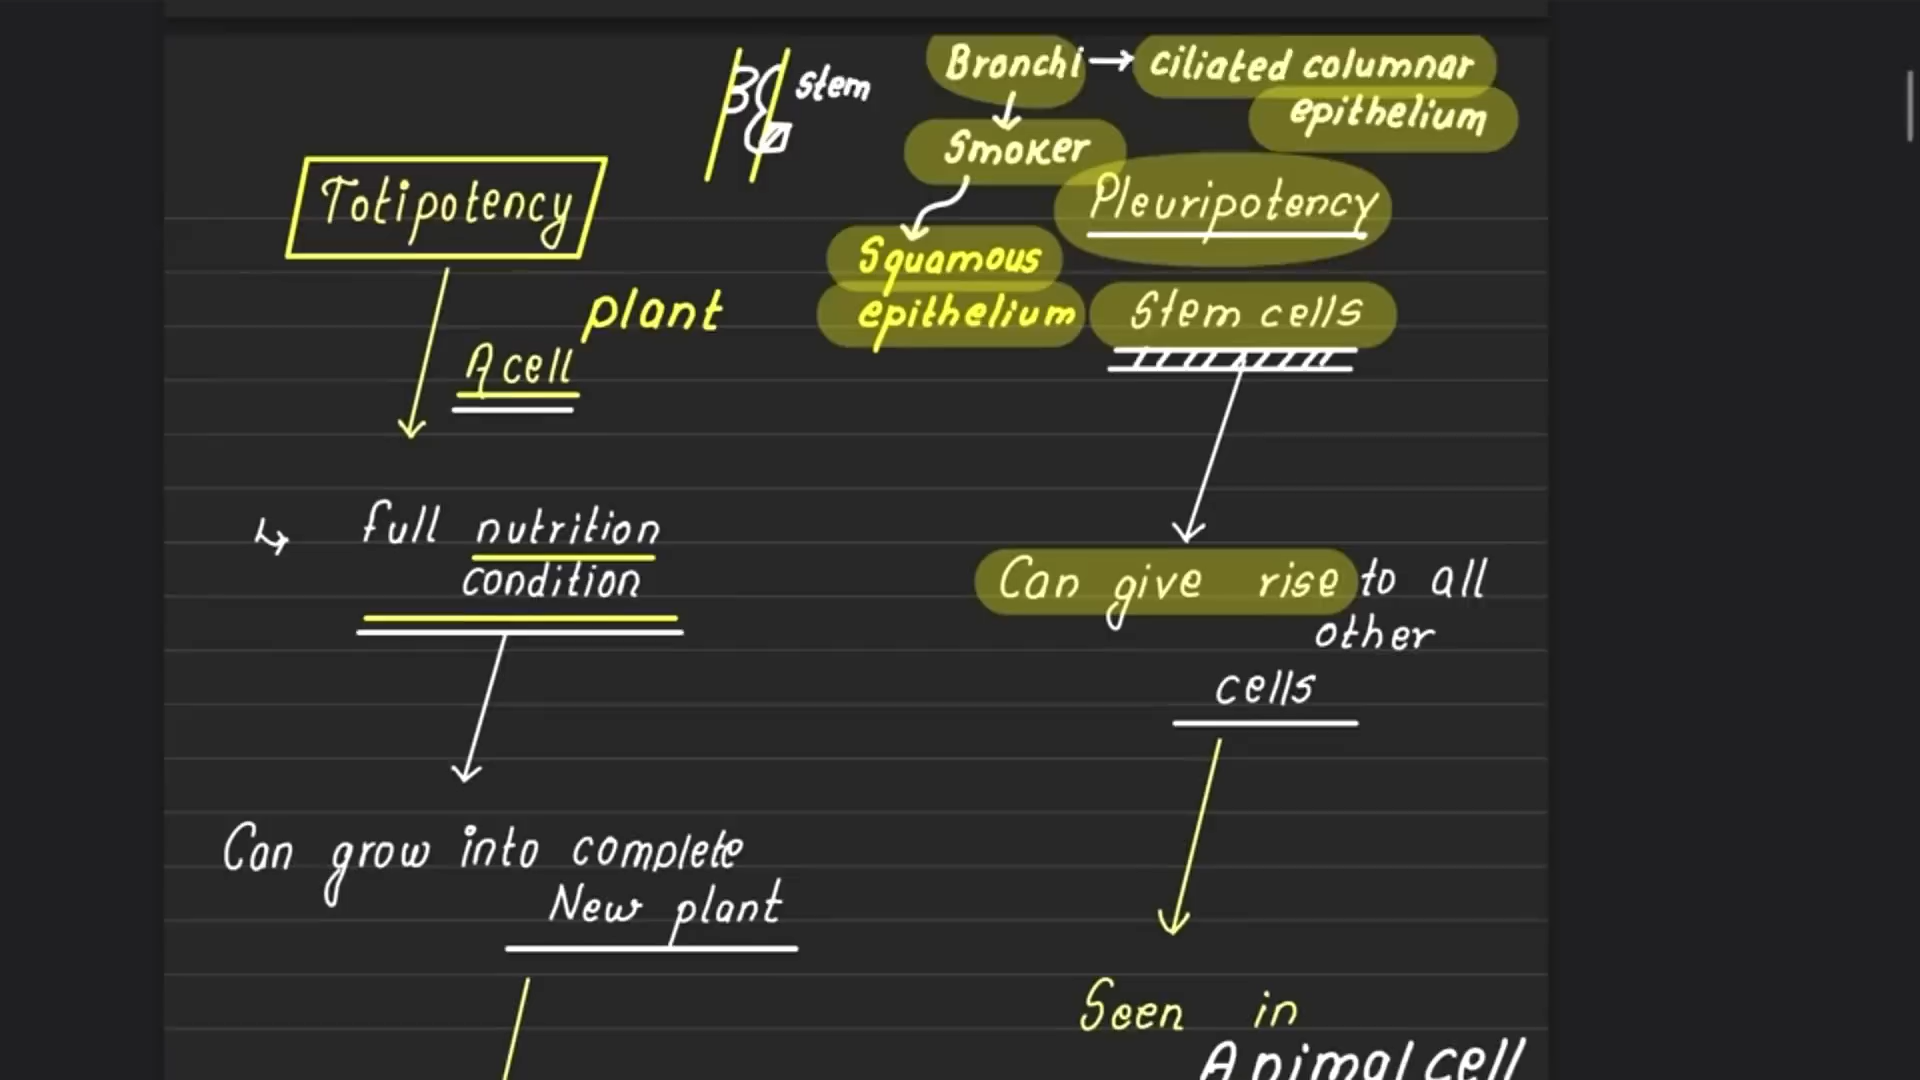 stem
Bronchi → ciliated columnar
epithelium
Smoker
Totipotency
Pleuripotency
Squamous
epithelium
Stem cells
plant
A cell
↳ full nutrition
condition
Can give rise to all
other
cells
Can grow into complete
New plant
Seen in
Animal cell